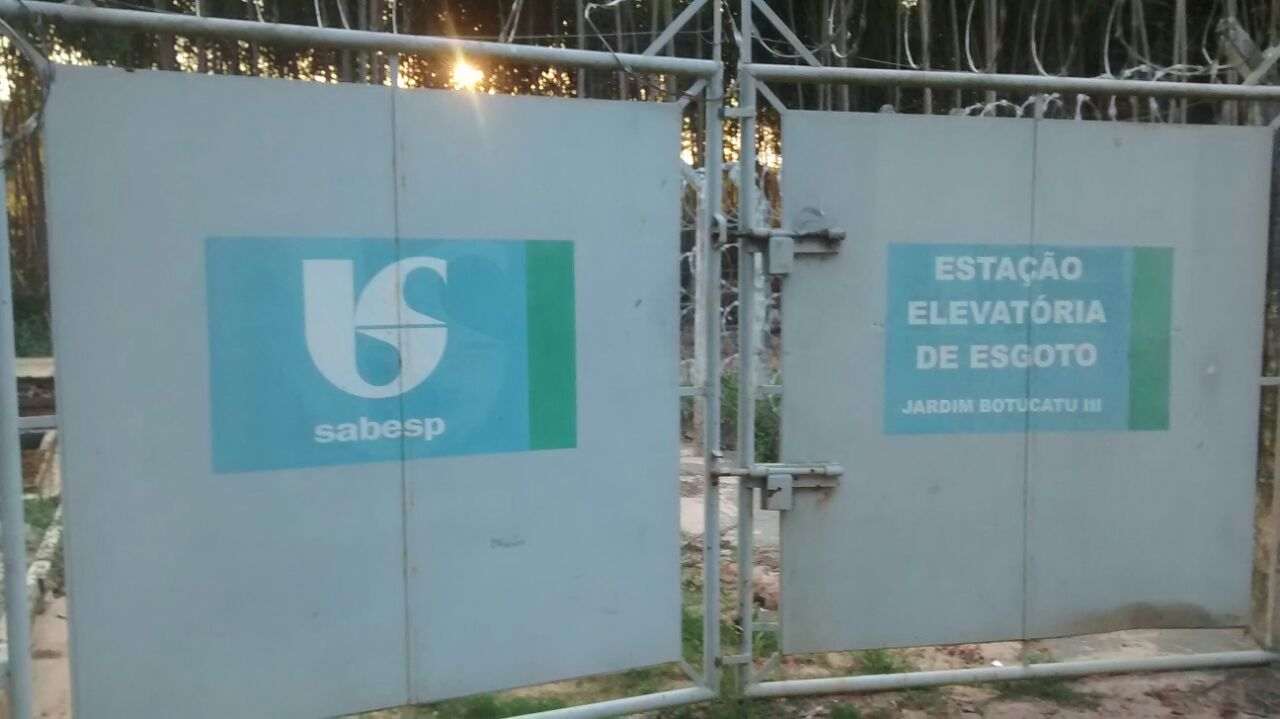 sabesp
ESTAÇÃO
ELEVATÓRIA
DE ESGOTO
JARDIM BOTUCATU III